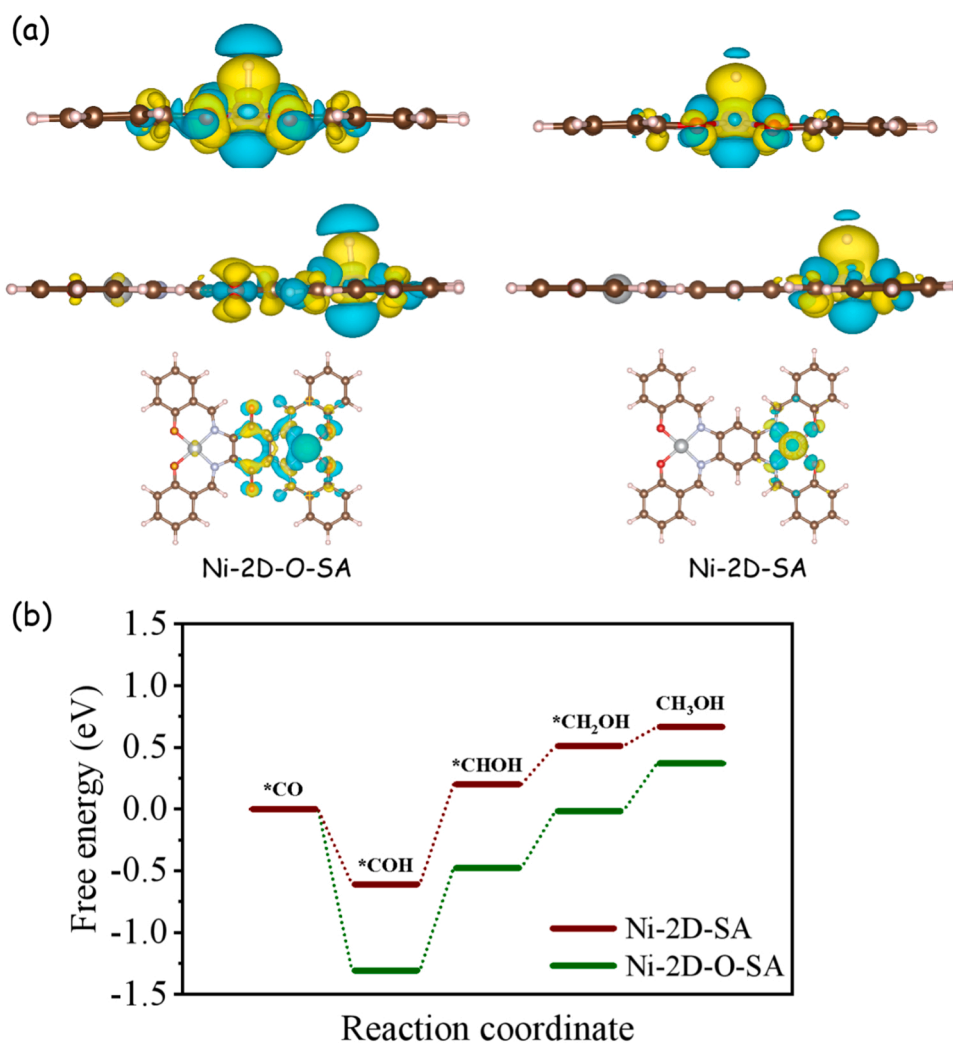 (a)
Ni-2D-O-SA
Ni-2D-SA
(b)
Free energy (eV)
1.5
1.0
0.5
0.0
-0.5
-1.0
-1.5
*CO
*COH
*CHOH
*CH₂OH
CH₃OH
Ni-2D-SA
Ni-2D-O-SA
Reaction coordinate